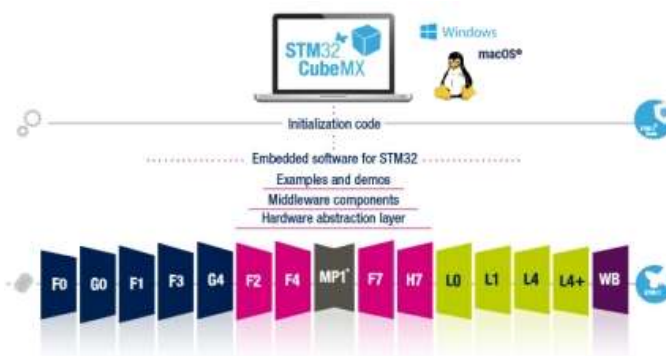 STM32
CubeMX
Windows
macOS®
Initialization code
Embedded software for STM32
Examples and demos
Middleware components
Hardware abstraction layer
F0 G0 F1 F3 G4 F2 F4 MP1* F7 H7 L0 L1 L4 L4+ WB